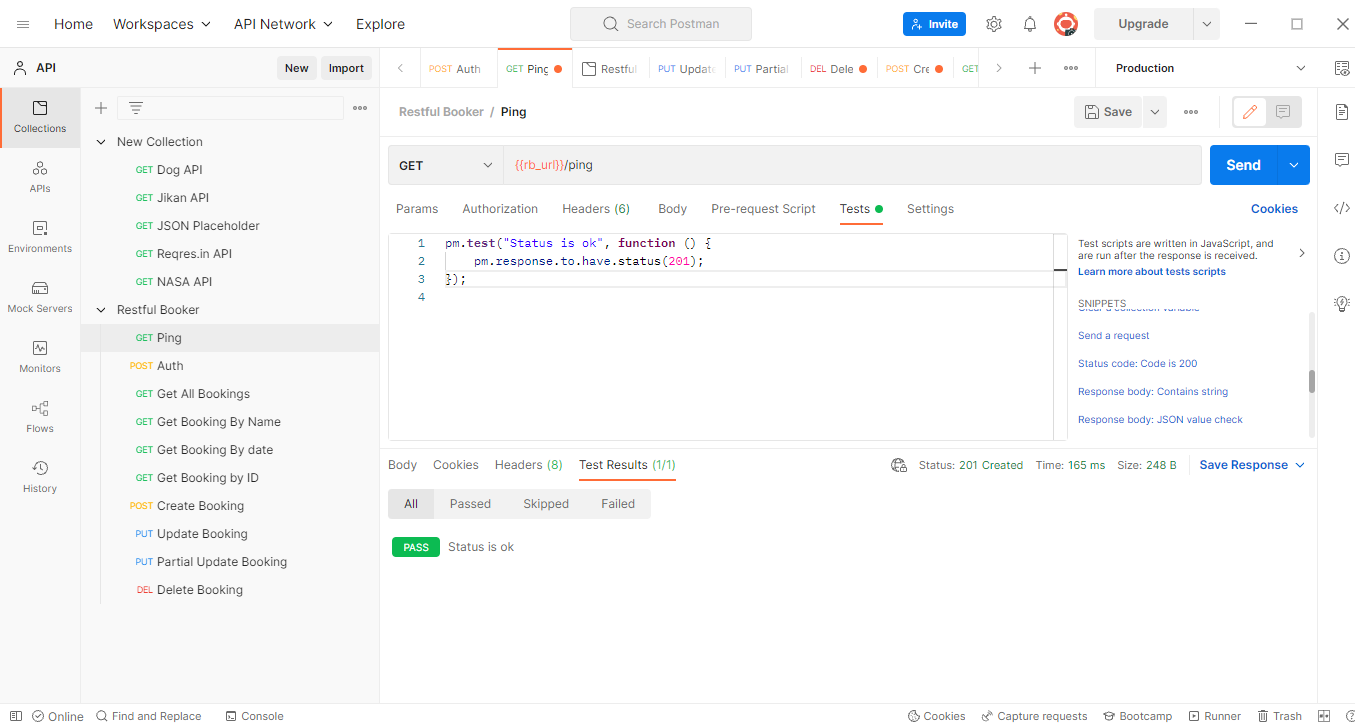 Home Workspaces API Network Explore Search Postman Invite Upgrade
API New Import POST Auth GET Ping Restful PUT Update PUT Partial DEL Dele POST Cre GET Production
Collections
APIs
Environments
Mock Servers
Monitors
Flows
History
New Collection
GET Dog API
GET Jikan API
GET JSON Placeholder
GET Reqres.in API
GET NASA API
Restful Booker
GET Ping
POST Auth
GET Get All Bookings
GET Get Booking By Name
GET Get Booking By date
GET Get Booking by ID
POST Create Booking
PUT Update Booking
PUT Partial Update Booking
DEL Delete Booking
Restful Booker / Ping Save
GET {{rb_url}}/ping Send
Params Authorization Headers (6) Body Pre-request Script Tests Settings Cookies
1 pm.test("Status is ok", function () {
2 pm.response.to.have.status(201);
3 });
4
Test scripts are written in JavaScript, and
are run after the response is received.
Learn more about tests scripts
SNIPPETS
Clear a collection variable
Send a request
Status code: Code is 200
Response body: Contains string
Response body: JSON value check
Body Cookies Headers (8) Test Results (1/1) Status: 201 Created Time: 165 ms Size: 248 B Save Response
All Passed Skipped Failed
PASS Status is ok
Online Find and Replace Console Cookies Capture requests Bootcamp Runner Trash